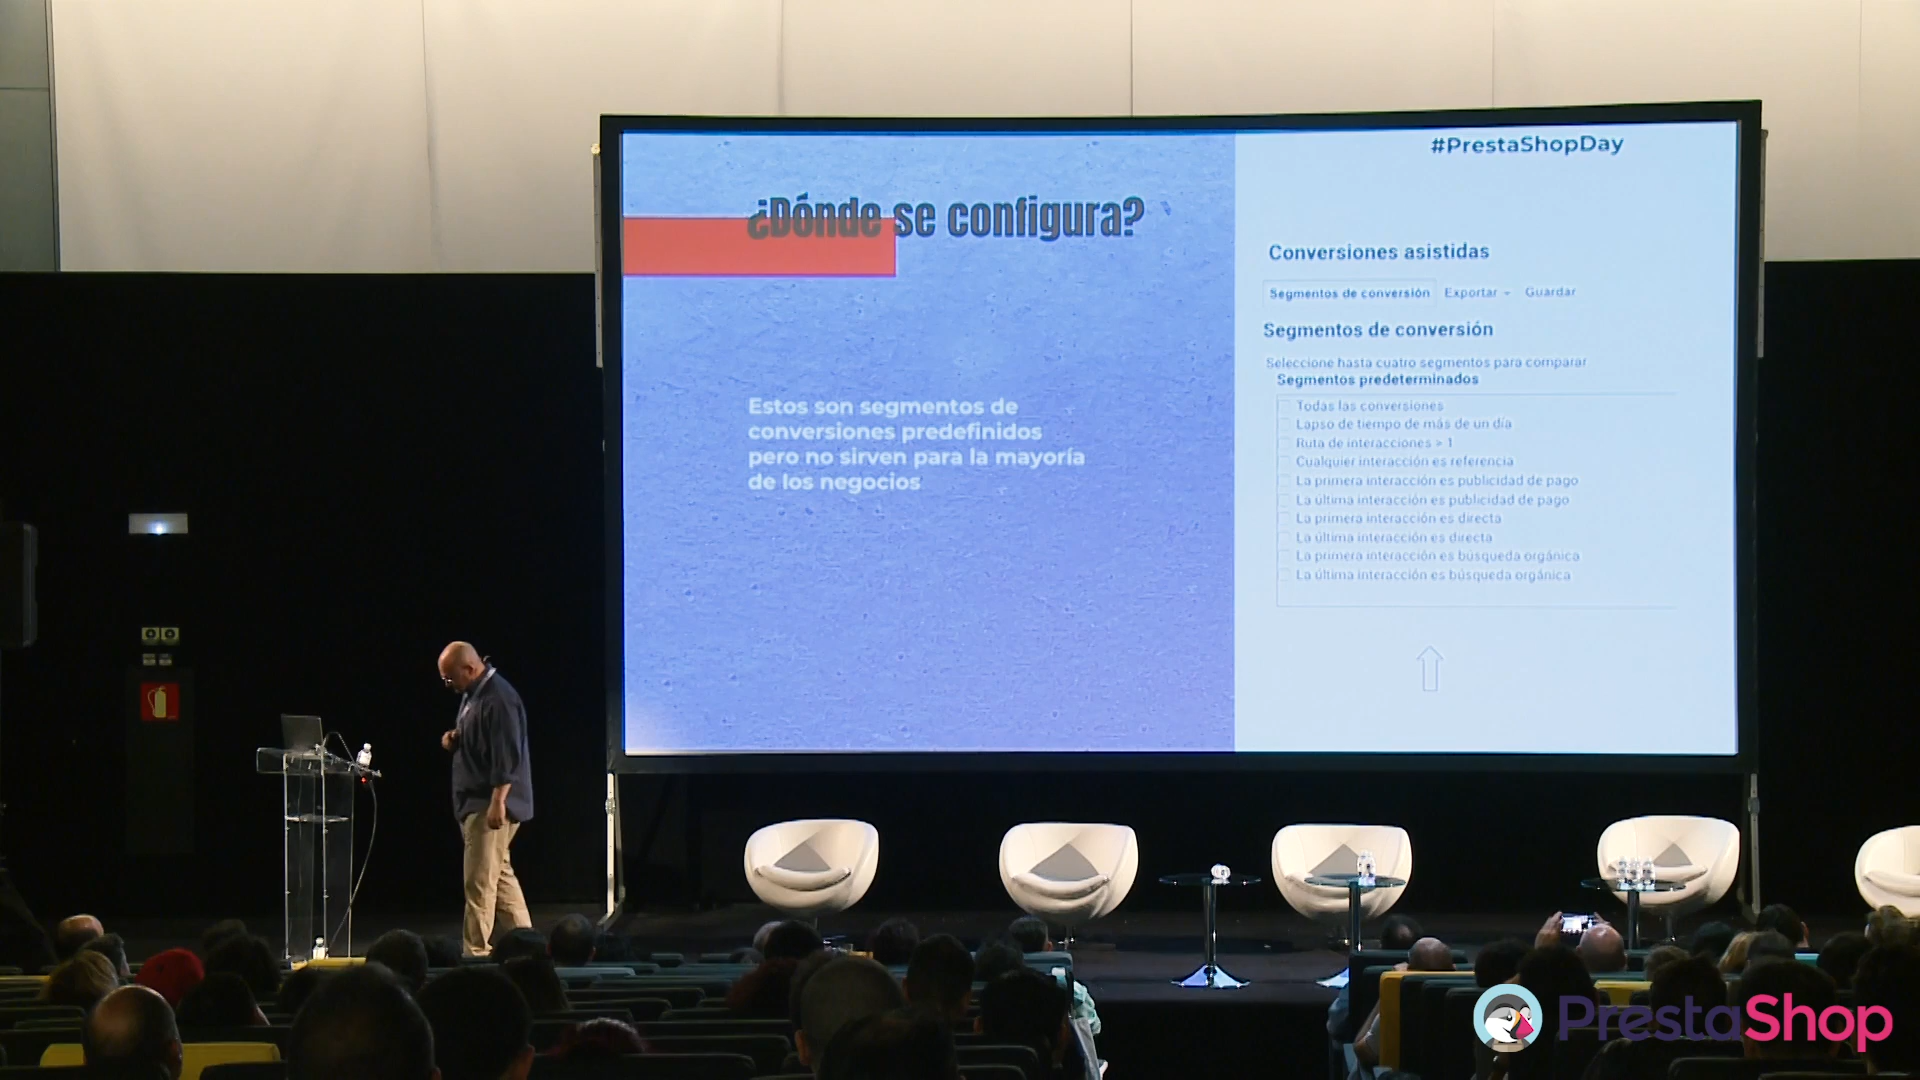 #PrestaShopDay
¿Dónde se configura?
Estos son segmentos de
conversiones predefinidos
pero no sirven para la mayoría
de los negocios
Conversiones asistidas
Segmentos de conversión Exportar Guardar
Segmentos de conversión
Seleccione hasta cuatro segmentos para comparar
Segmentos predeterminados
Todas las conversiones
Lapso de tiempo de más de un día
Ruta de interacciones > 1
Cualquier interacción es referencia
La primera interacción es publicidad de pago
La última interacción es publicidad de pago
La primera interacción es directa
La última interacción es directa
La primera interacción es búsqueda orgánica
La última interacción es búsqueda orgánica
PrestaShop